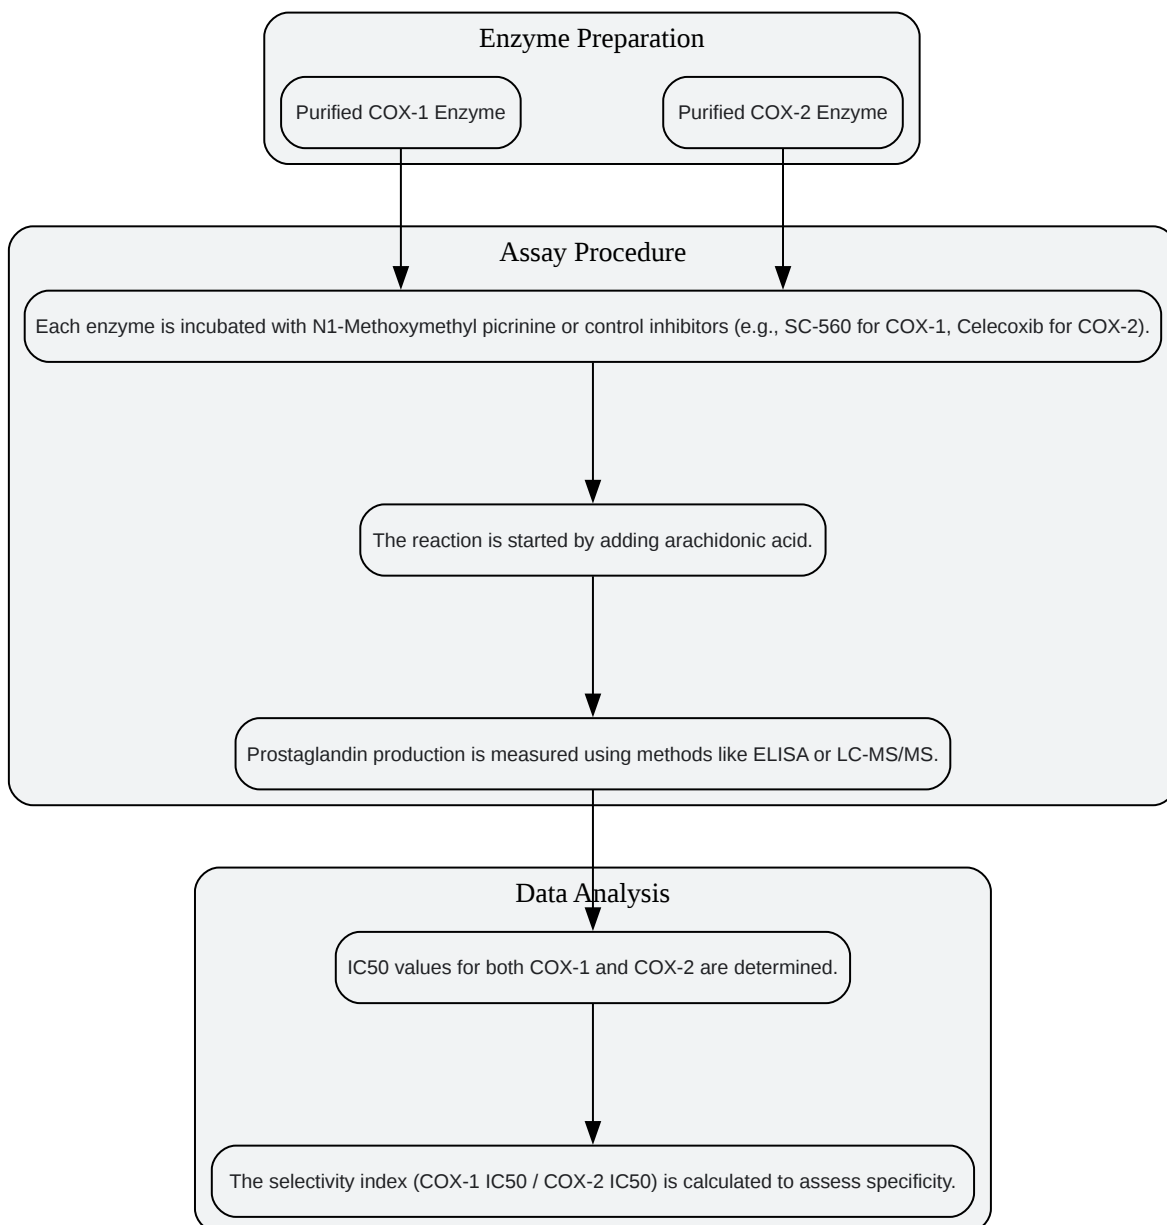 Enzyme Preparation
Purified COX-1 Enzyme
Purified COX-2 Enzyme
Assay Procedure
Each enzyme is incubated with N1-Methoxymethyl picrinine or control inhibitors (e.g., SC-560 for COX-1, Celecoxib for COX-2).
The reaction is started by adding arachidonic acid.
Prostaglandin production is measured using methods like ELISA or LC-MS/MS.
Data Analysis
IC50 values for both COX-1 and COX-2 are determined.
The selectivity index (COX-1 IC50 / COX-2 IC50) is calculated to assess specificity.